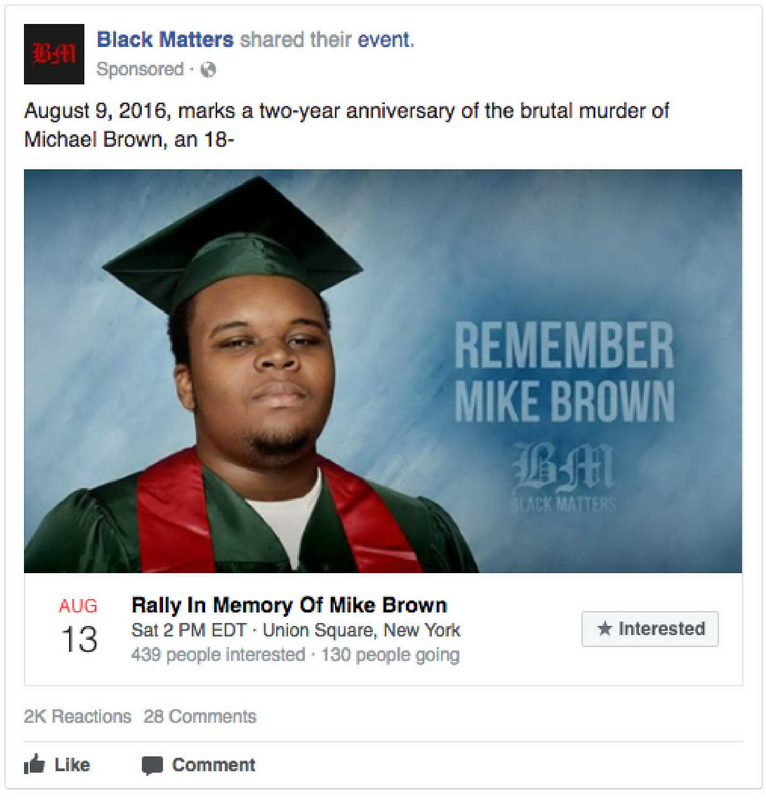 BM
Black Matters shared their event.
Sponsored ·
August 9, 2016, marks a two-year anniversary of the brutal murder of
Michael Brown, an 18-
REMEMBER
MIKE BROWN
BM
BLACK MATTERS
AUG
13
Rally In Memory Of Mike Brown
Sat 2 PM EDT · Union Square, New York
439 people interested · 130 people going
★ Interested
2K Reactions 28 Comments
Like Comment